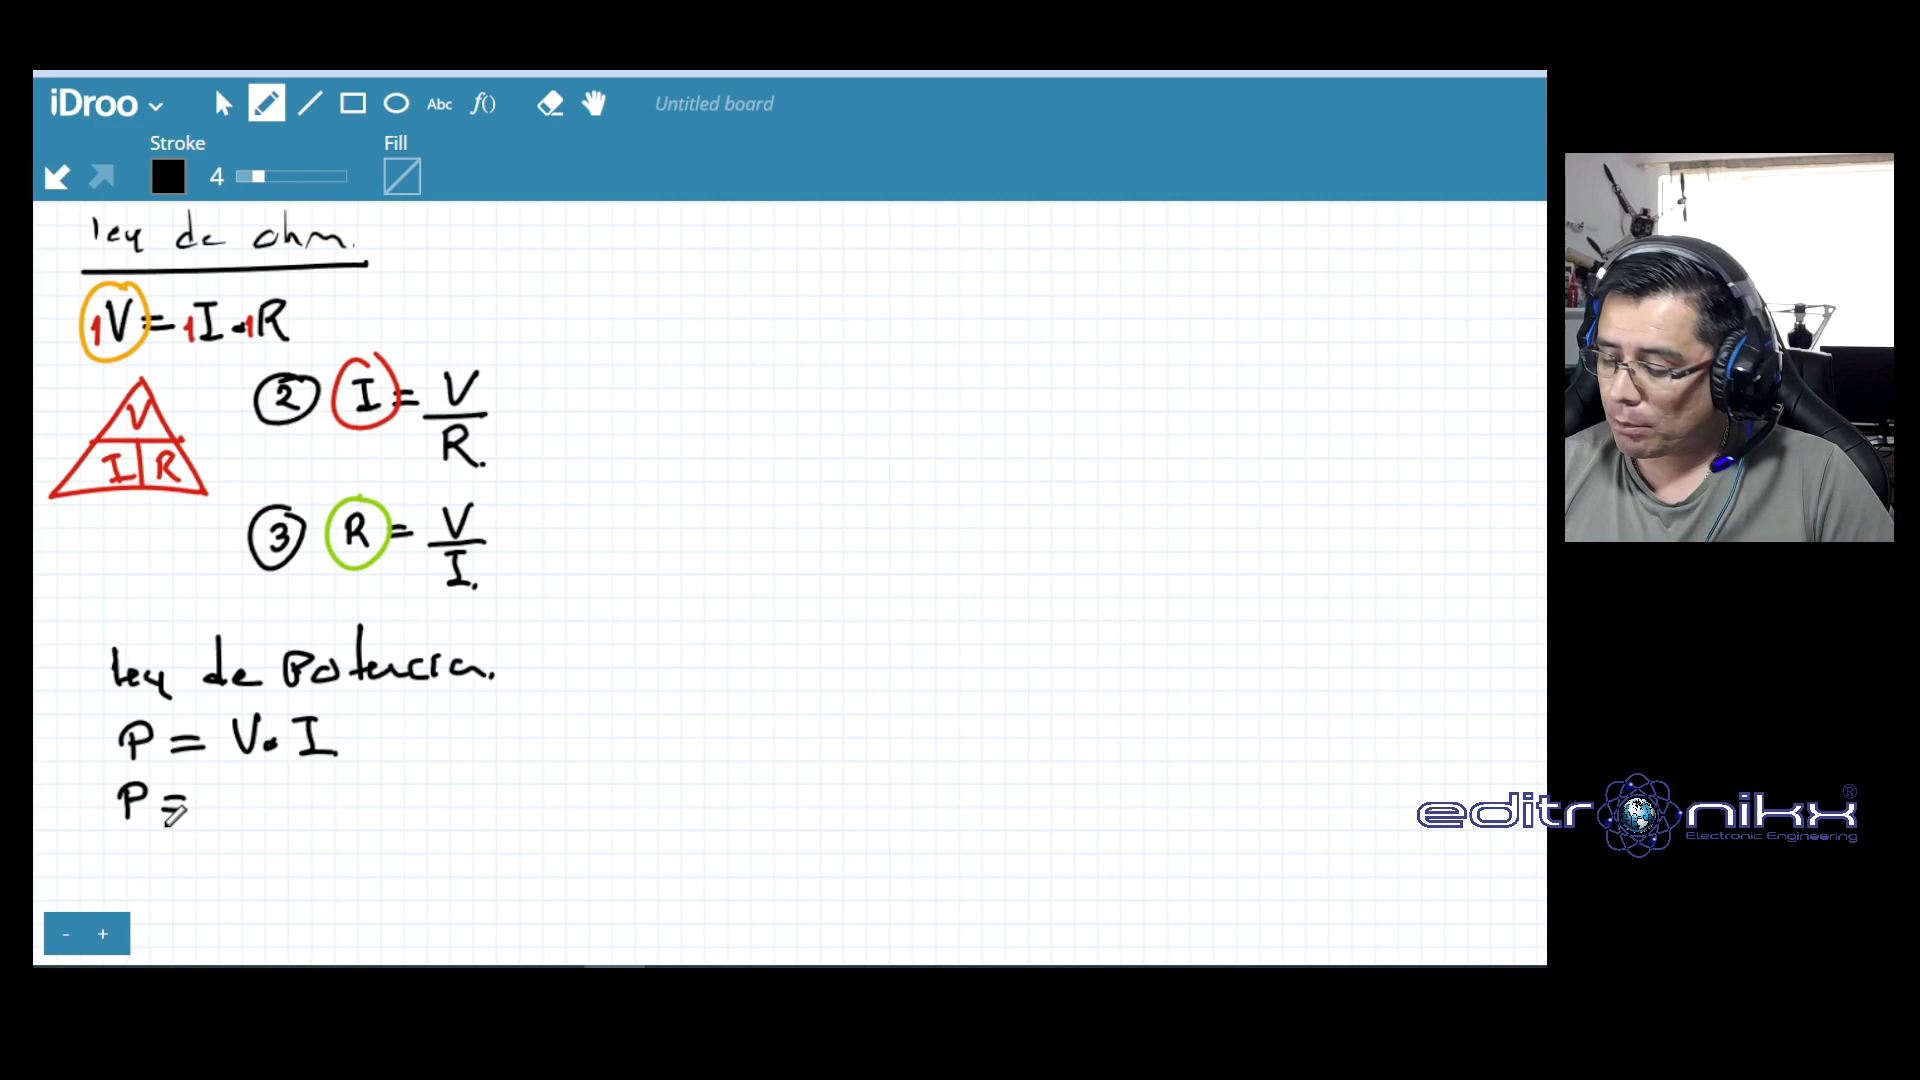 iDroo
Abc
f()
Untitled board
Stroke
4
Fill
ley de ohm.
1V = 1I · 1R
V
I R
2 I = V
R.
3 R = V
I.
ley de Potencia.
P = V · I
P =
- +
editronikx ®
Electronic Engineering